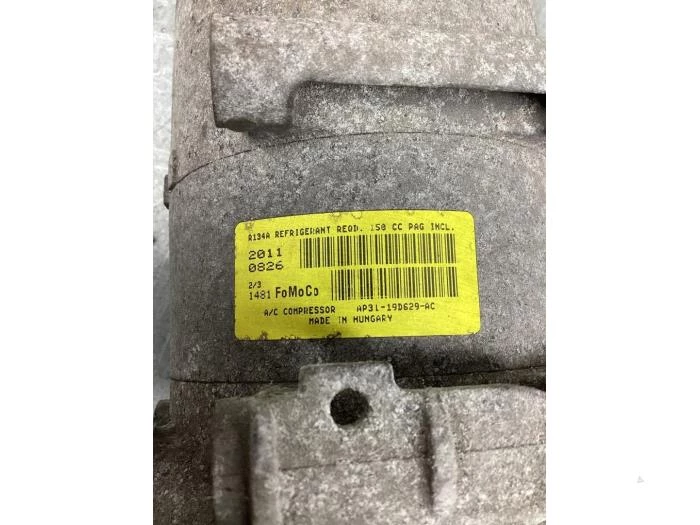 R134A REFRIGERANT REQD. 150 CC PAG INCL.
2011
0826
2/3
1481 FoMoCo
A/C COMPRESSOR AP31-19D629-AC
MADE IN HUNGARY